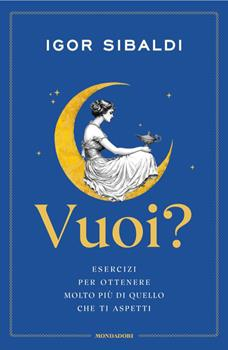 IGOR SIBALDI
Vuoi?
ESERCIZI
PER OTTENERE
MOLTO PIÙ DI QUELLO
CHE TI ASPETTI
MONDADORI